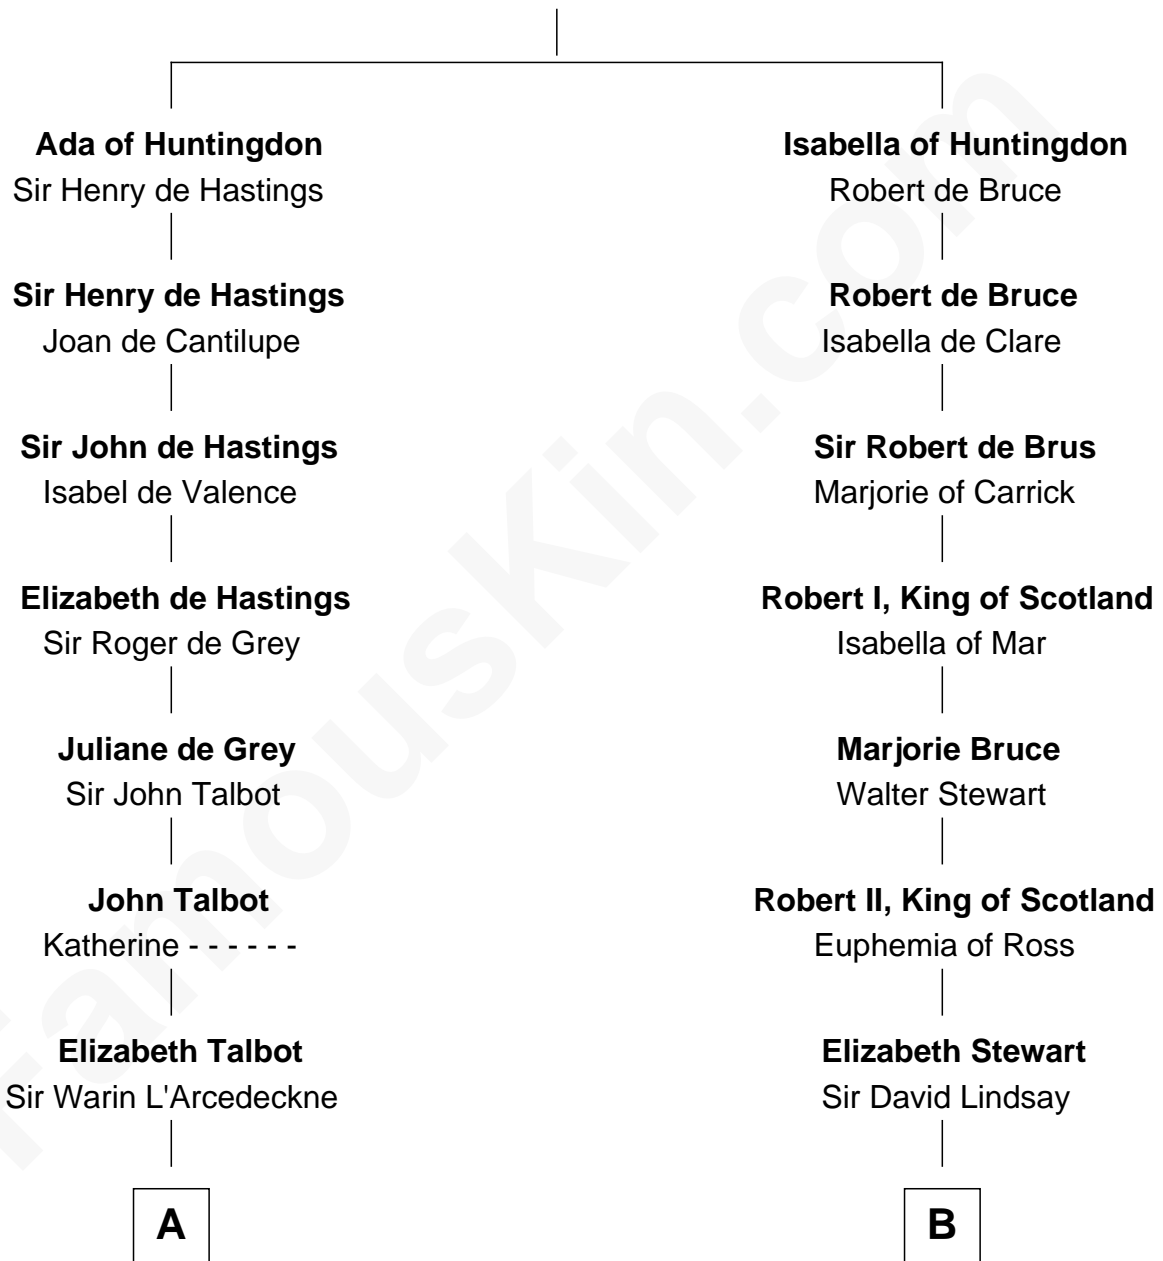 Ada of Huntingdon
Sir Henry de Hastings
Sir Henry de Hastings
Joan de Cantilupe
Sir John de Hastings
Isabel de Valence
Elizabeth de Hastings
Sir Roger de Grey
Juliane de Grey
Sir John Talbot
John Talbot
Katherine - - - - - -
Elizabeth Talbot
Sir Warin L'Arcedeckne
A
Isabella of Huntingdon
Robert de Bruce
Robert de Bruce
Isabella de Clare
Sir Robert de Brus
Marjorie of Carrick
Robert I, King of Scotland
Isabella of Mar
Marjorie Bruce
Walter Stewart
Robert II, King of Scotland
Euphemia of Ross
Elizabeth Stewart
Sir David Lindsay
B
FamousKin.com